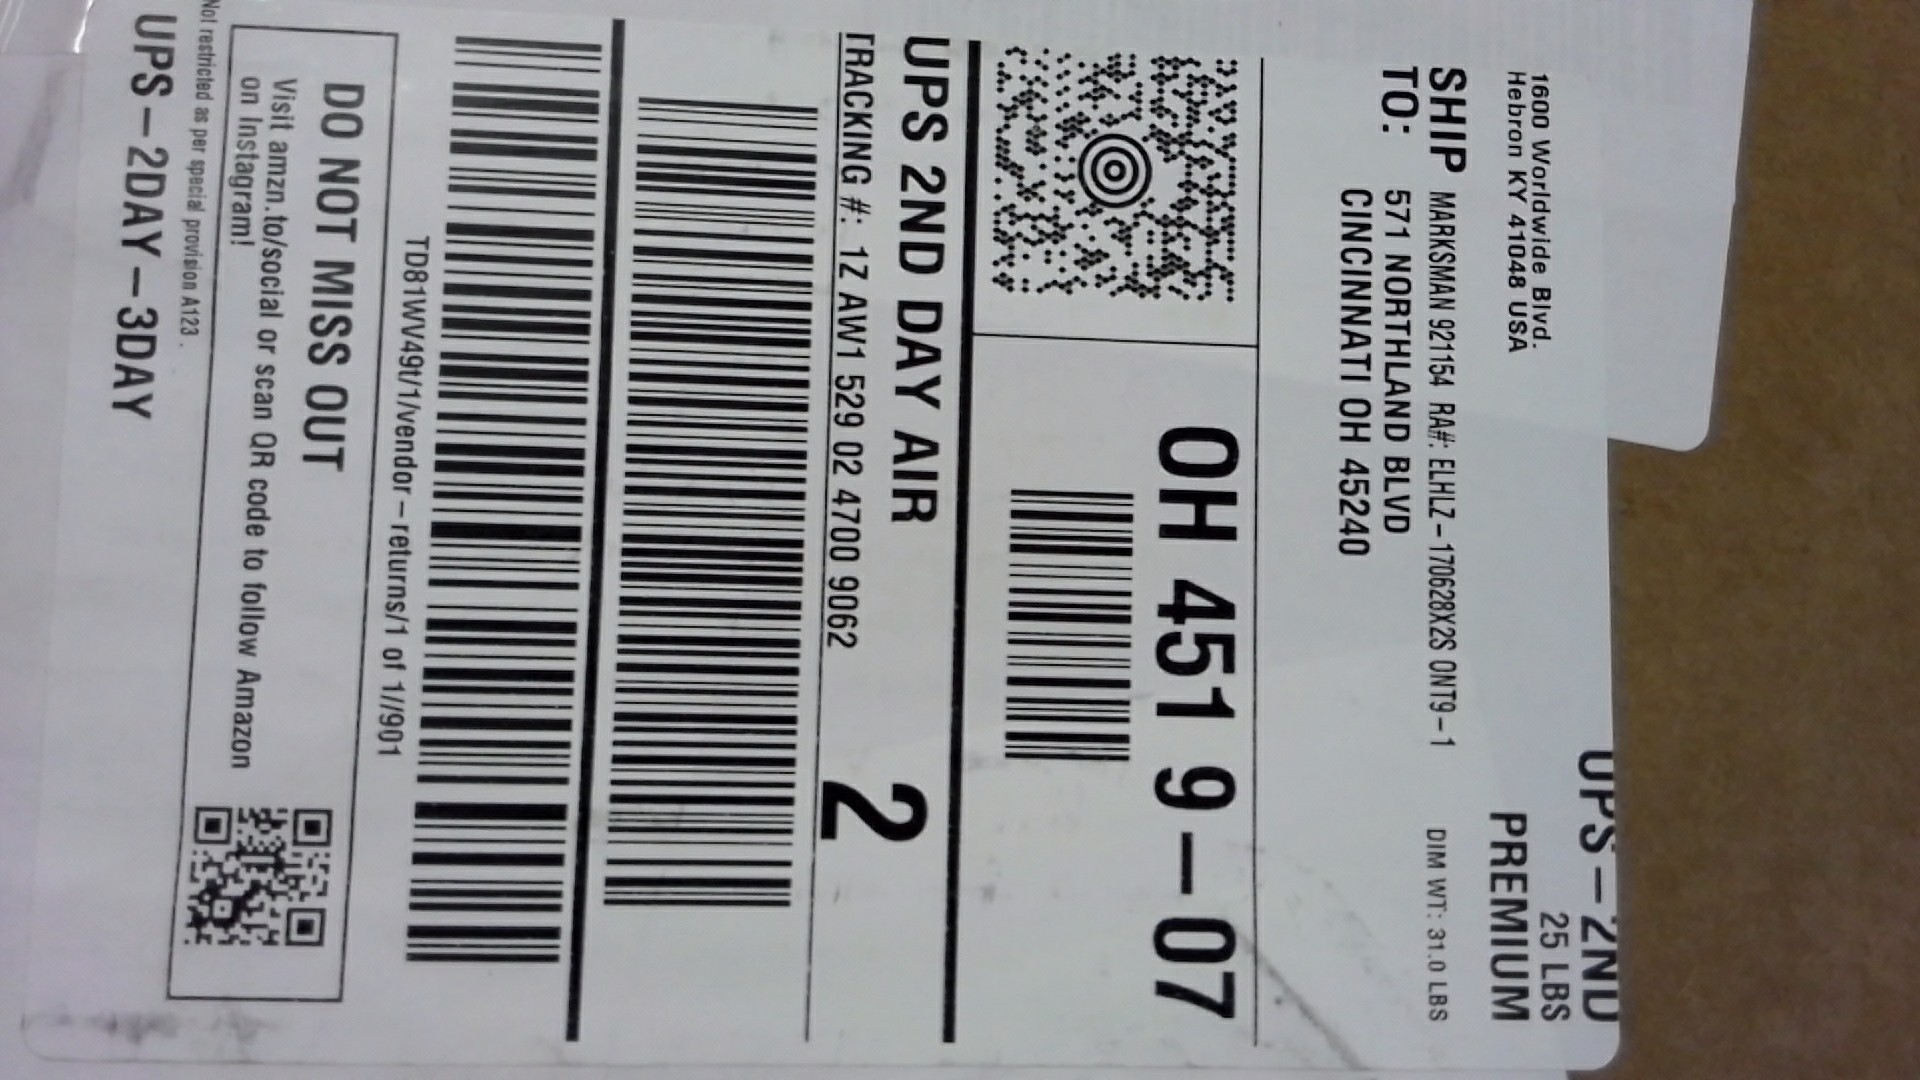 UPS-2ND
25 LBS
PREMIUM
1600 Worldwide Blvd.
Hebron KY 41048 USA
DIM WT: 31.0 LBS
SHIP TO:
MARKSMAN 921154 RA#: ELHLZ-170628X2S ONT9-1
571 NORTHLAND BLVD
CINCINNATI OH 45240
OH 451 9-07
UPS 2ND DAY AIR
2
TRACKING #: 1Z AW1 529 02 4700 9062
TD81WV49t/1/vendor-returns/1 of 1//901
DO NOT MISS OUT
Visit amzn.to/social or scan QR code to follow Amazon
on Instagram!
Not restricted as per special provision A123.
UPS-2DAY-3DAY